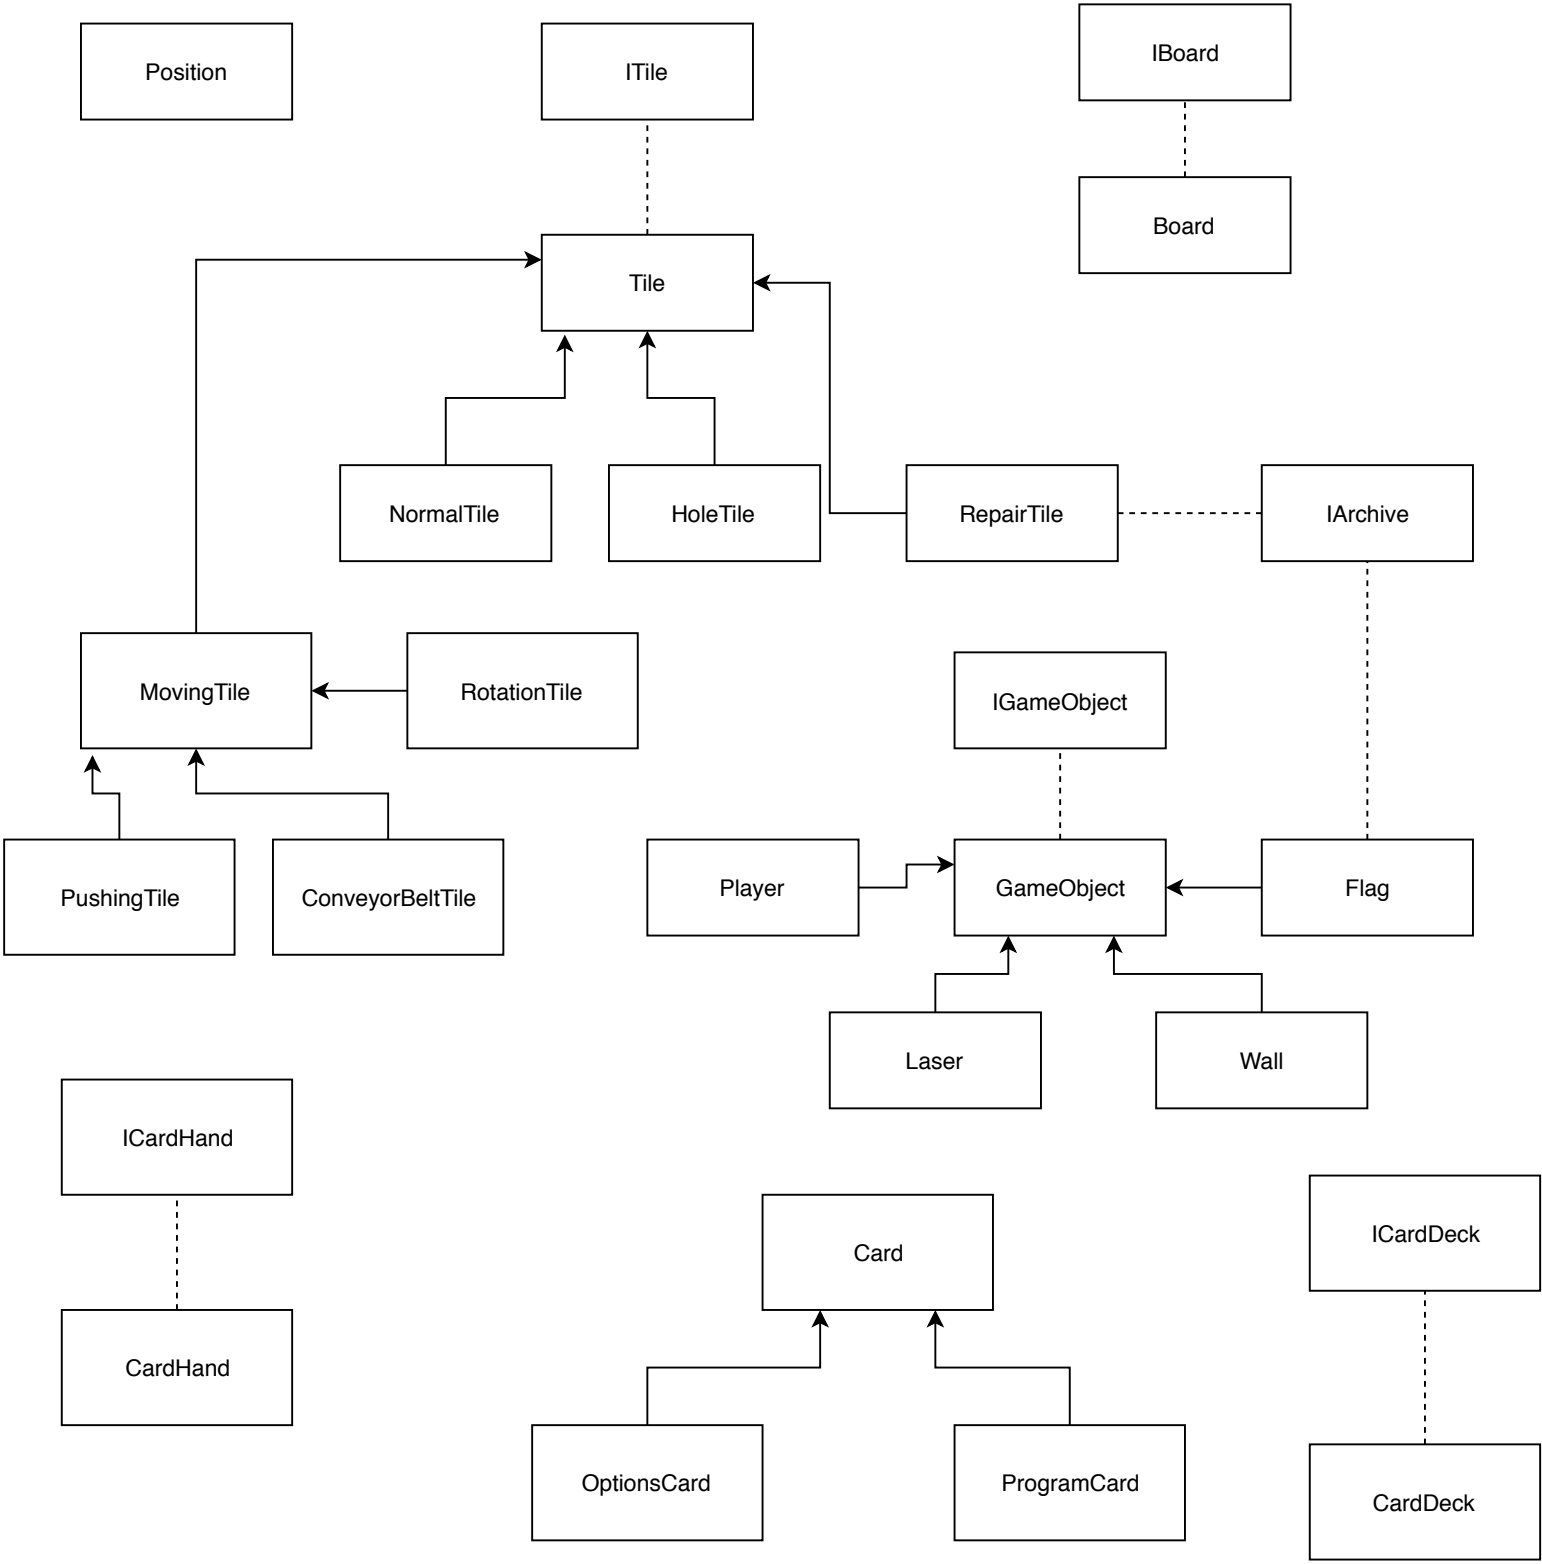 Position
ITile
IBoard
Board
Tile
NormalTile
HoleTile
RepairTile
IArchive
MovingTile
RotationTile
IGameObject
PushingTile
ConveyorBeltTile
Player
GameObject
Flag
Laser
Wall
ICardHand
Card
ICardDeck
CardHand
OptionsCard
ProgramCard
CardDeck